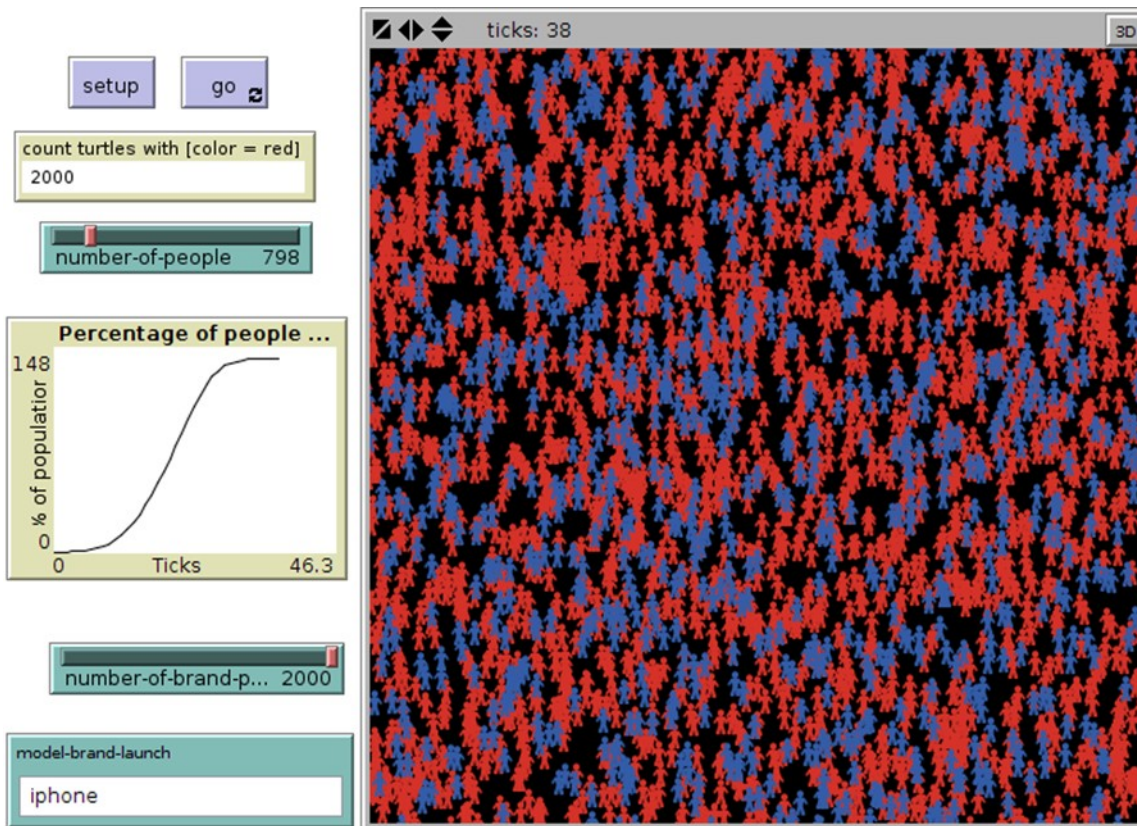 ticks: 38
3D
setup
go
count turtles with [color = red]
2000
number-of-people 798
Percentage of people ...
148
% of populatior
0
0 Ticks 46.3
number-of-brand-p... 2000
model-brand-launch
iphone